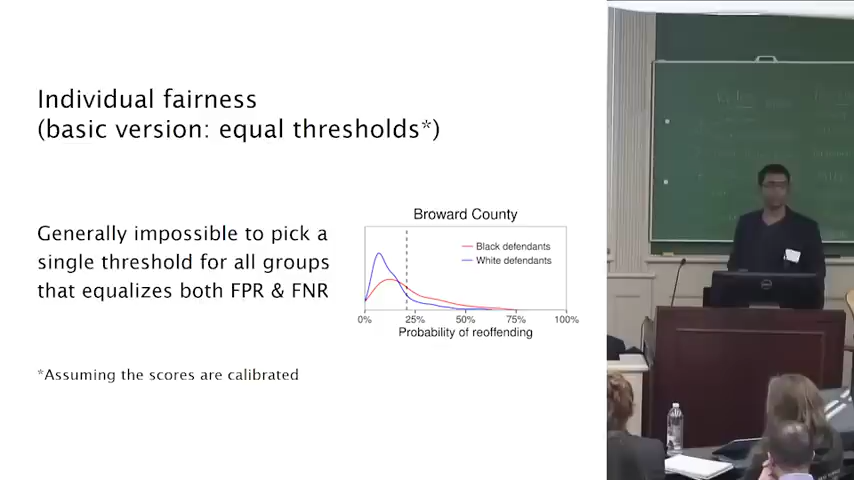 Individual fairness
(basic version: equal thresholds*)
Generally impossible to pick a
single threshold for all groups
that equalizes both FPR & FNR
Broward County
Black defendants
White defendants
0%
25%
50%
75%
100%
Probability of reoffending
*Assuming the scores are calibrated